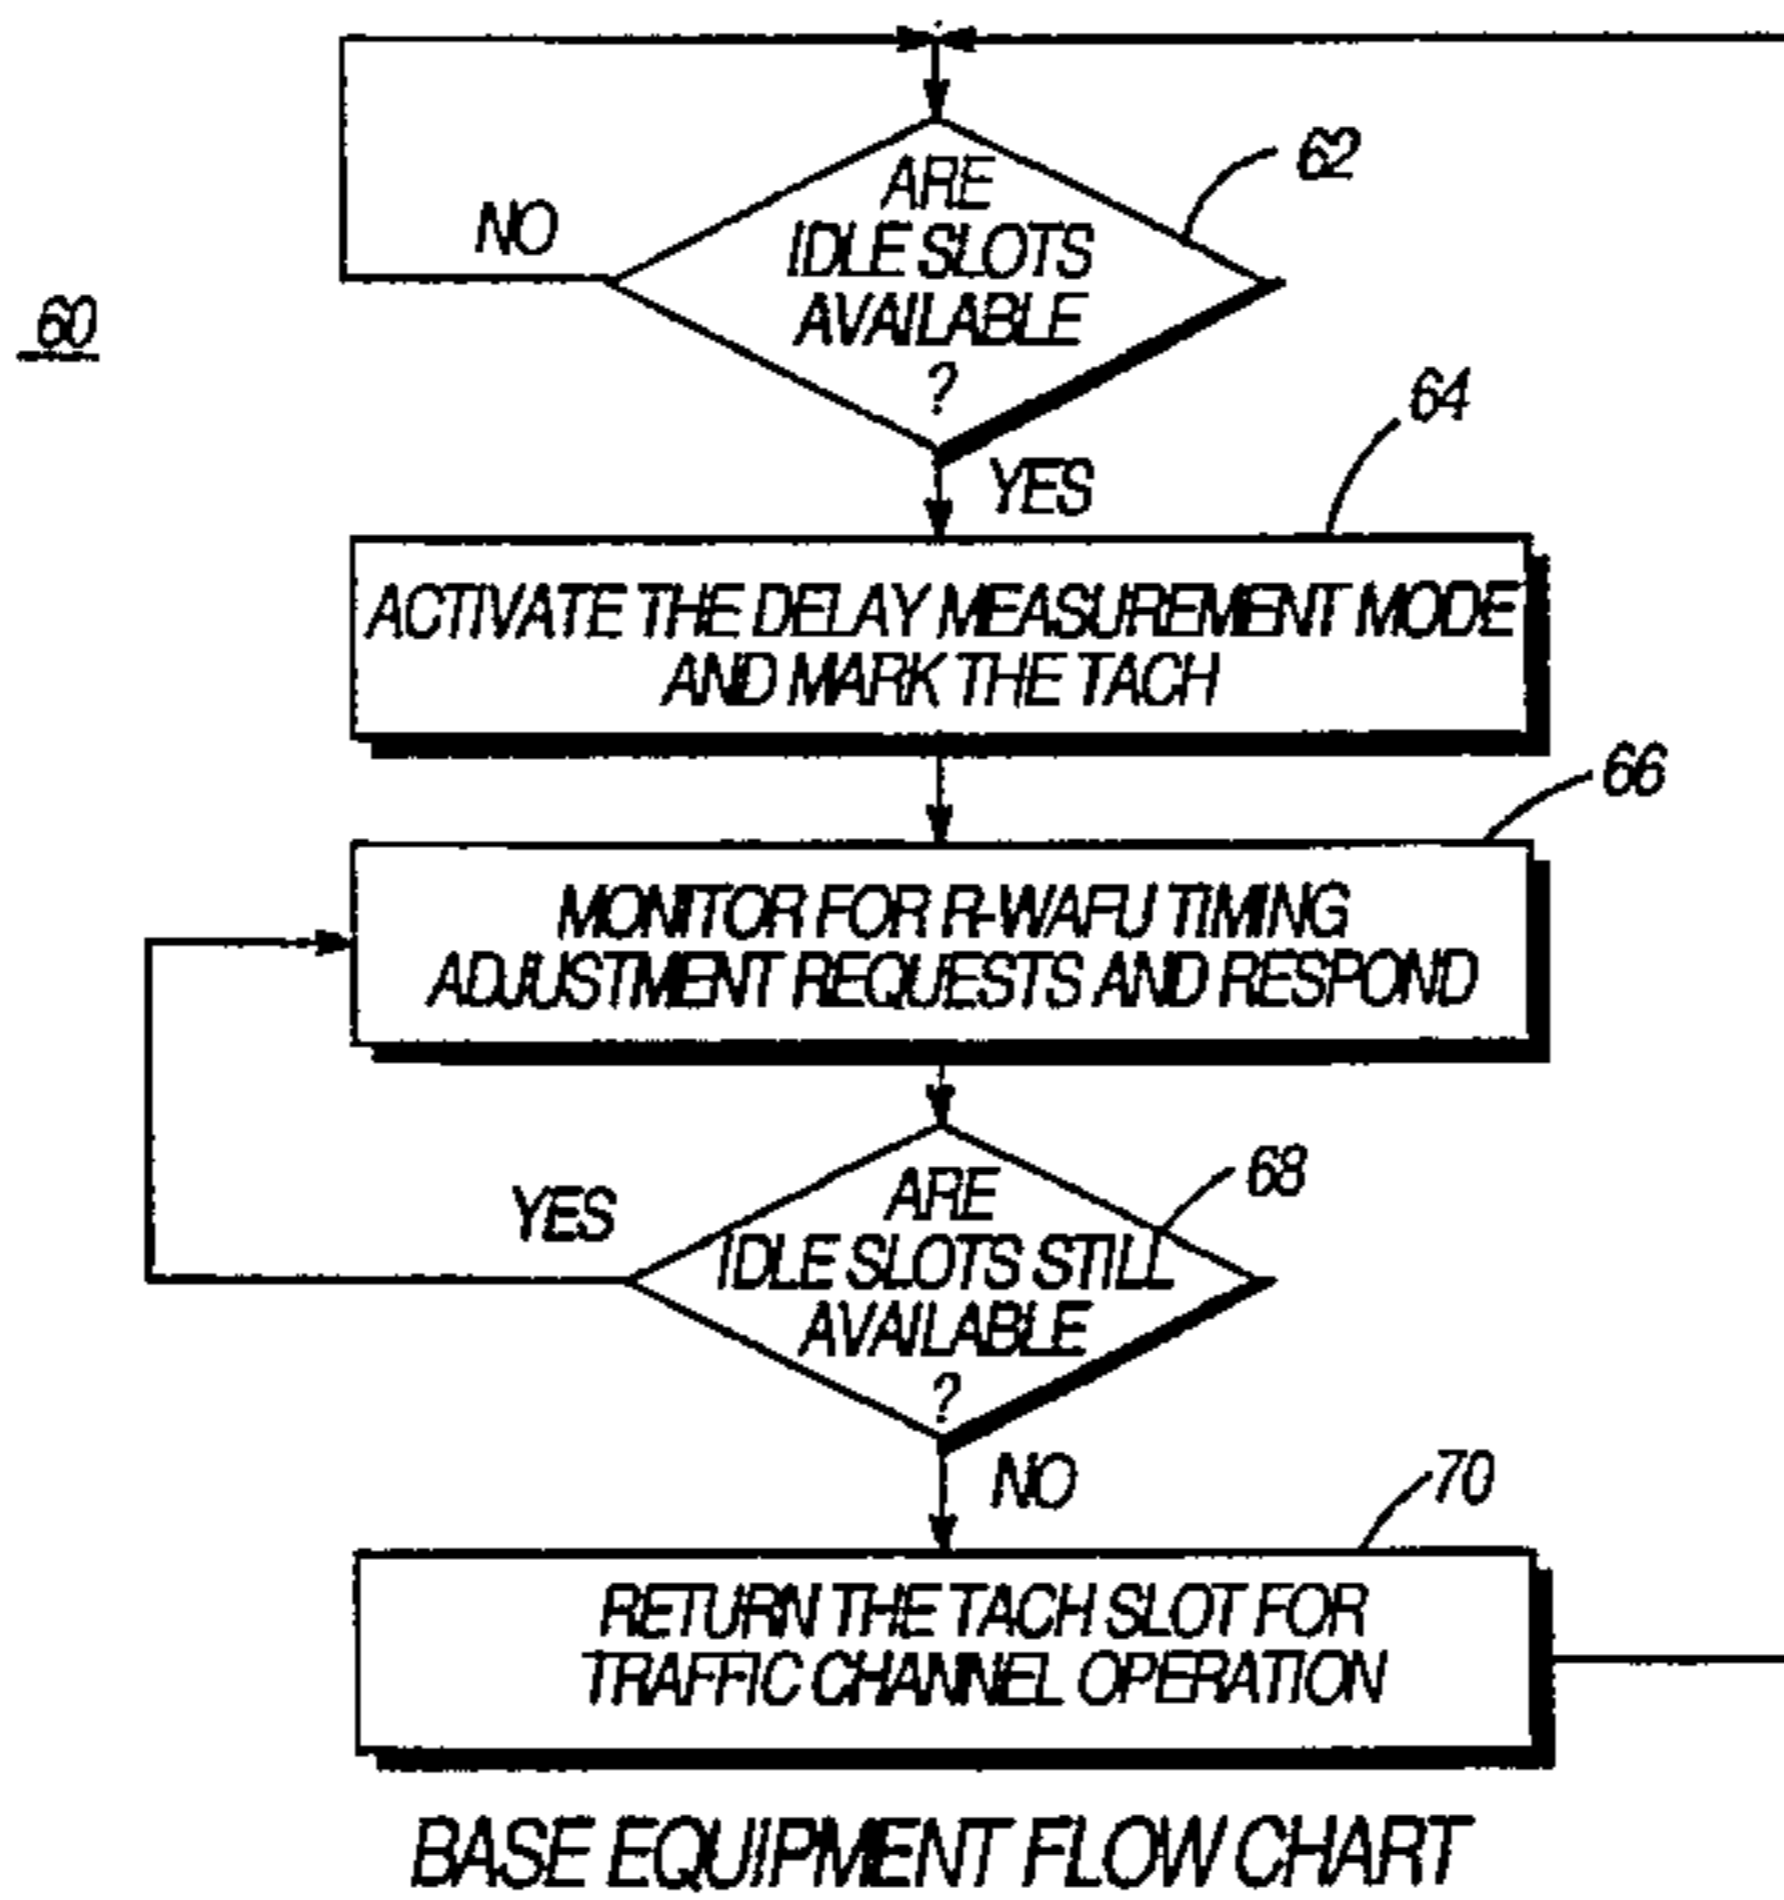 ARE
IDLE SLOTS
AVAILABLE
?
62
NO
60
YES
64
ACTIVATE THE DELAY MEASUREMENT MODE
AND MARK THE TACH
66
MONITOR FOR R-WAFU TIMING
ADJUSTMENT REQUESTS AND RESPOND
68
YES
ARE
IDLE SLOTS STILL
AVAILABLE
?
NO
70
RETURN THE TACH SLOT FOR
TRAFFIC CHANNEL OPERATION
BASE EQUIPMENT FLOW CHART